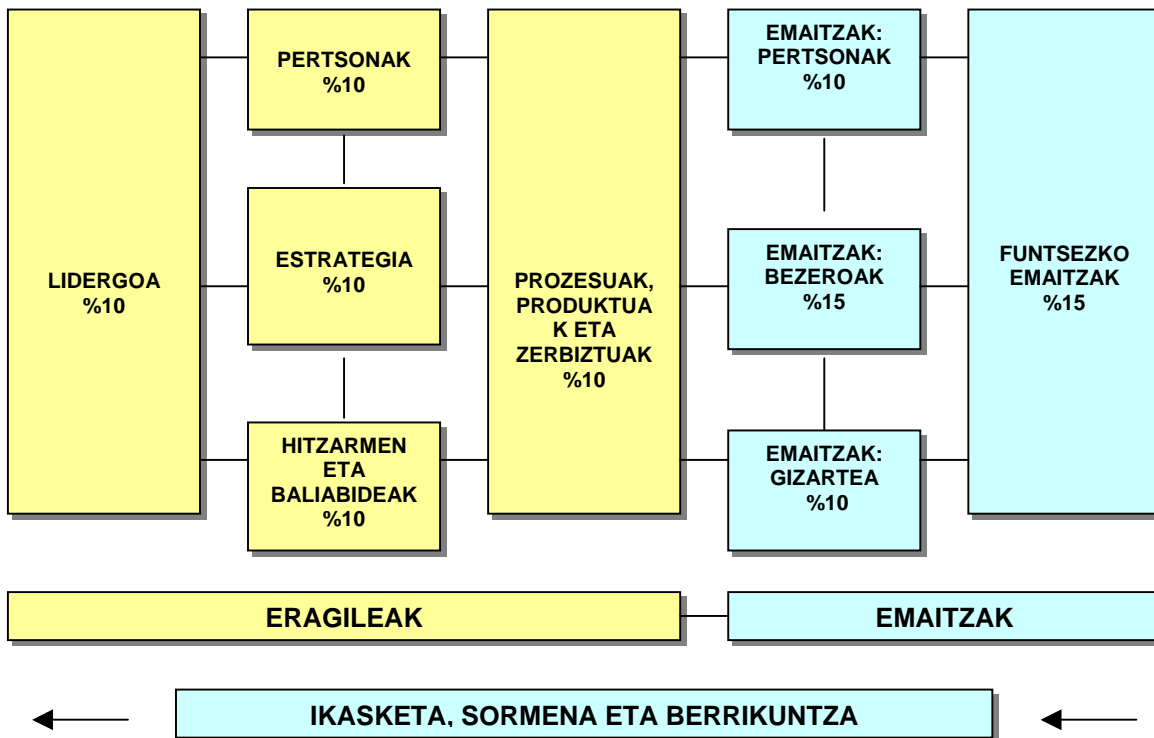 LIDERGOA
%10
PERTSONAK
%10
ESTRATEGIA
%10
HITZARMEN
ETA
BALIABIDEAK
%10
PROZESUAK,
PRODUKTUA
K ETA
ZERBIZTUAK
%10
EMAITZAK:
PERTSONAK
%10
EMAITZAK:
BEZEROAK
%15
EMAITZAK:
GIZARTEA
%10
FUNTSEZKO
EMAITZAK
%15
ERAGILEAK
EMAITZAK
IKASKETA, SORMENA ETA BERRIKUNTZA